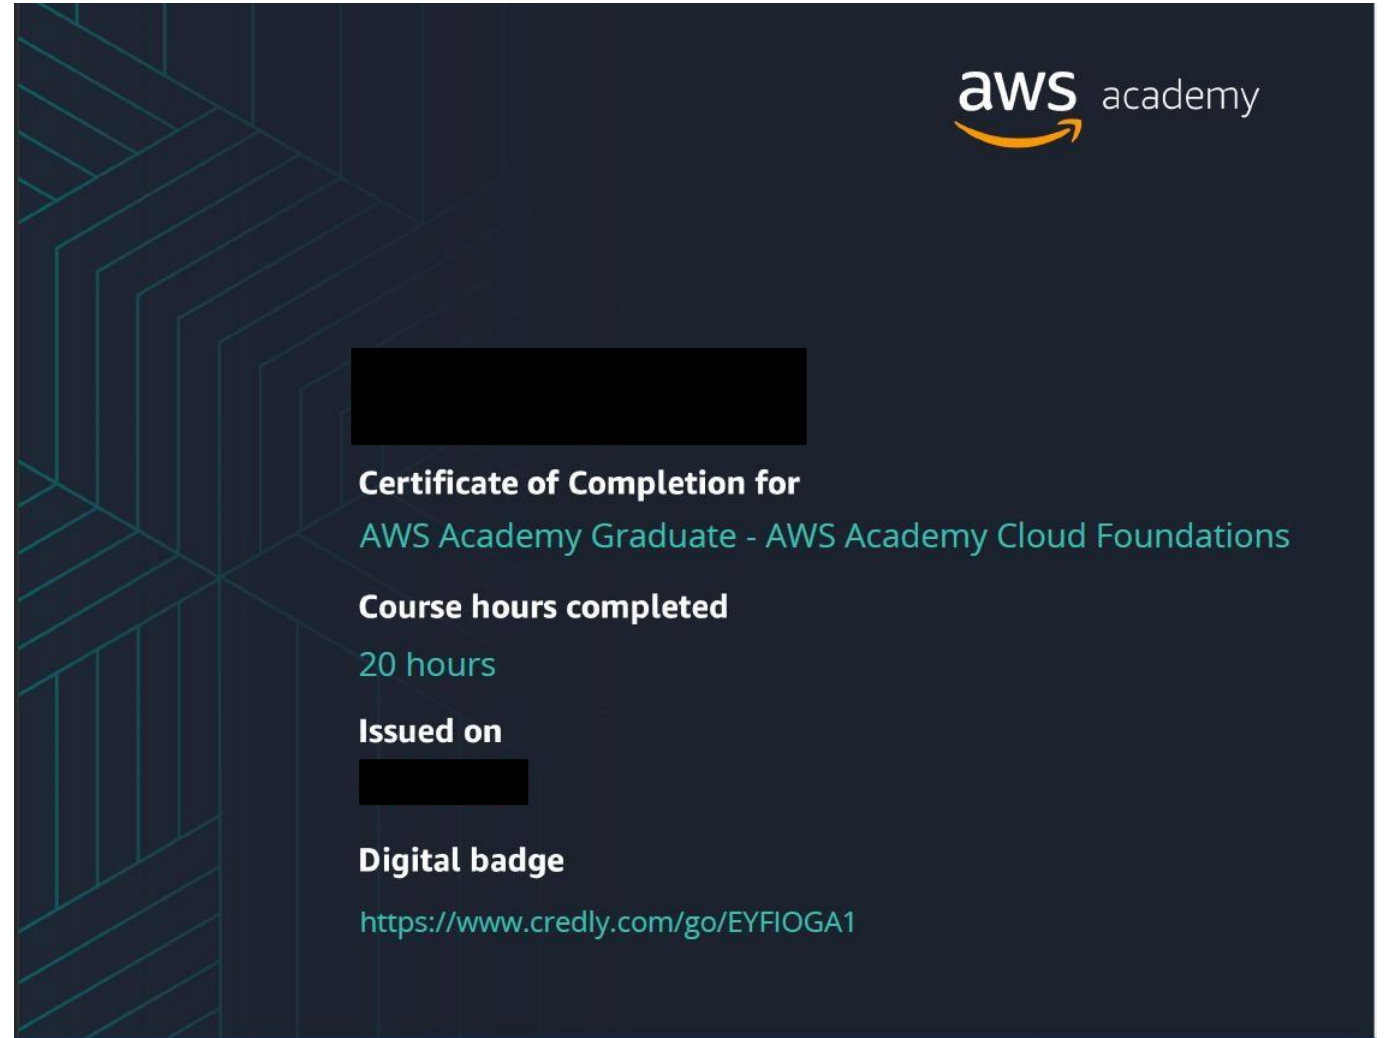 aws academy
Certificate of Completion for
AWS Academy Graduate - AWS Academy Cloud Foundations
Course hours completed
20 hours
Issued on
Digital badge
https://www.credly.com/go/EYFIOGA1